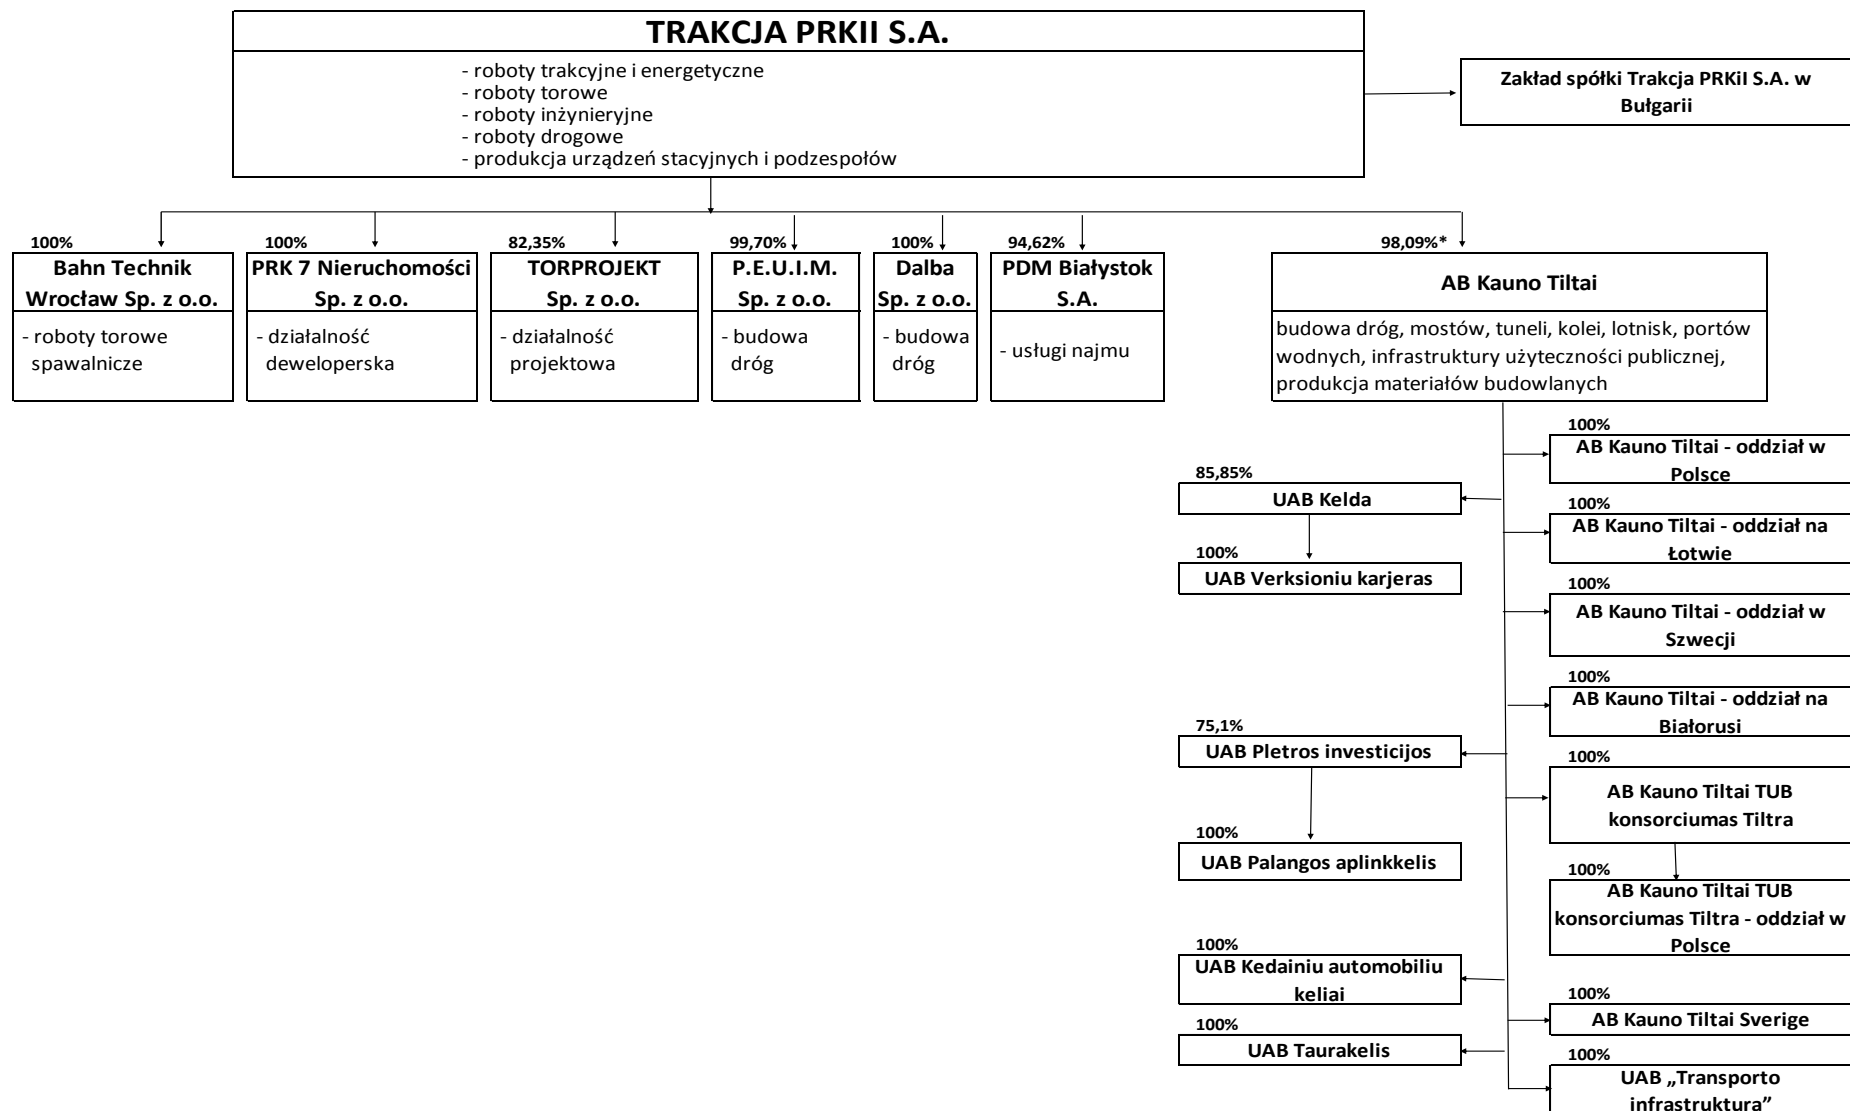 TRAKCJA PRKII S.A.
- roboty trakcyjne i energetyczne
- roboty torowe
- roboty inżynieryjne
- roboty drogowe
- produkcja urządzeń stacyjnych i podzespołów
Zakład spółki Trakcja PRKiI S.A. w
Bułgarii
100%
Bahn Technik
Wrocław Sp. z o.o.
- roboty torowe
spawalnicze
100%
PRK 7 Nieruchomości
Sp. z o.o.
- działalność
deweloperska
82,35%
TORPROJEKT
Sp. z o.o.
- działalność
projektowa
99,70%
P.E.U.I.M.
Sp. z o.o.
- budowa
dróg
100%
Dalba
Sp. z o.o.
- budowa
dróg
94,62%
PDM Białystok
S.A.
- usługi najmu
98,09%*
AB Kauno Tiltai
budowa dróg, mostów, tuneli, kolei, lotnisk, portów
wodnych, infrastruktury użyteczności publicznej,
produkcja materiałów budowlanych
85,85%
UAB Kelda
100%
UAB Verksioniu karjeras
75,1%
UAB Pletros investicijos
100%
UAB Palangos aplinkkelis
100%
UAB Kedainiu automobiliu
keliai
100%
UAB Taurakelis
100%
AB Kauno Tiltai - oddział w
Polsce
100%
AB Kauno Tiltai - oddział na
Łotwie
100%
AB Kauno Tiltai - oddział w
Szwecji
100%
AB Kauno Tiltai - oddział na
Białorusi
100%
AB Kauno Tiltai TUB
konsorciumas Tiltra
100%
AB Kauno Tiltai TUB
konsorciumas Tiltra - oddział w
Polsce
100%
AB Kauno Tiltai Sverige
100%
UAB „Transporto
infrastruktura”